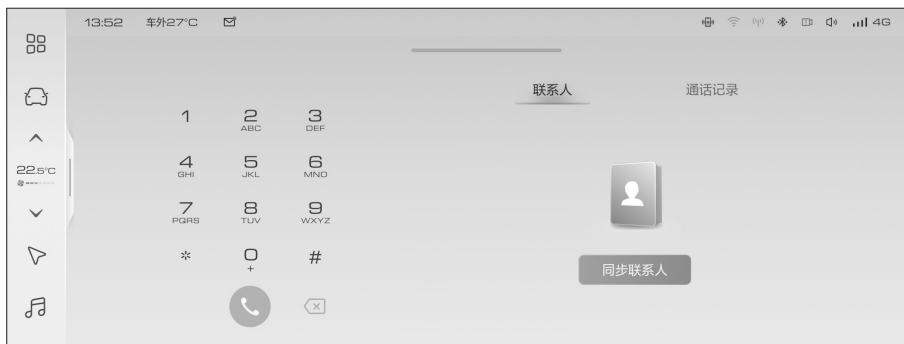 13:52 车外27°C 4G
联系人 通话记录
1 2 3
ABC DEF
4 5 6
GHI JKL MNO
22.5°C
7 8 9
PQRS TUV WXYZ
* 0 #
+
同步联系人